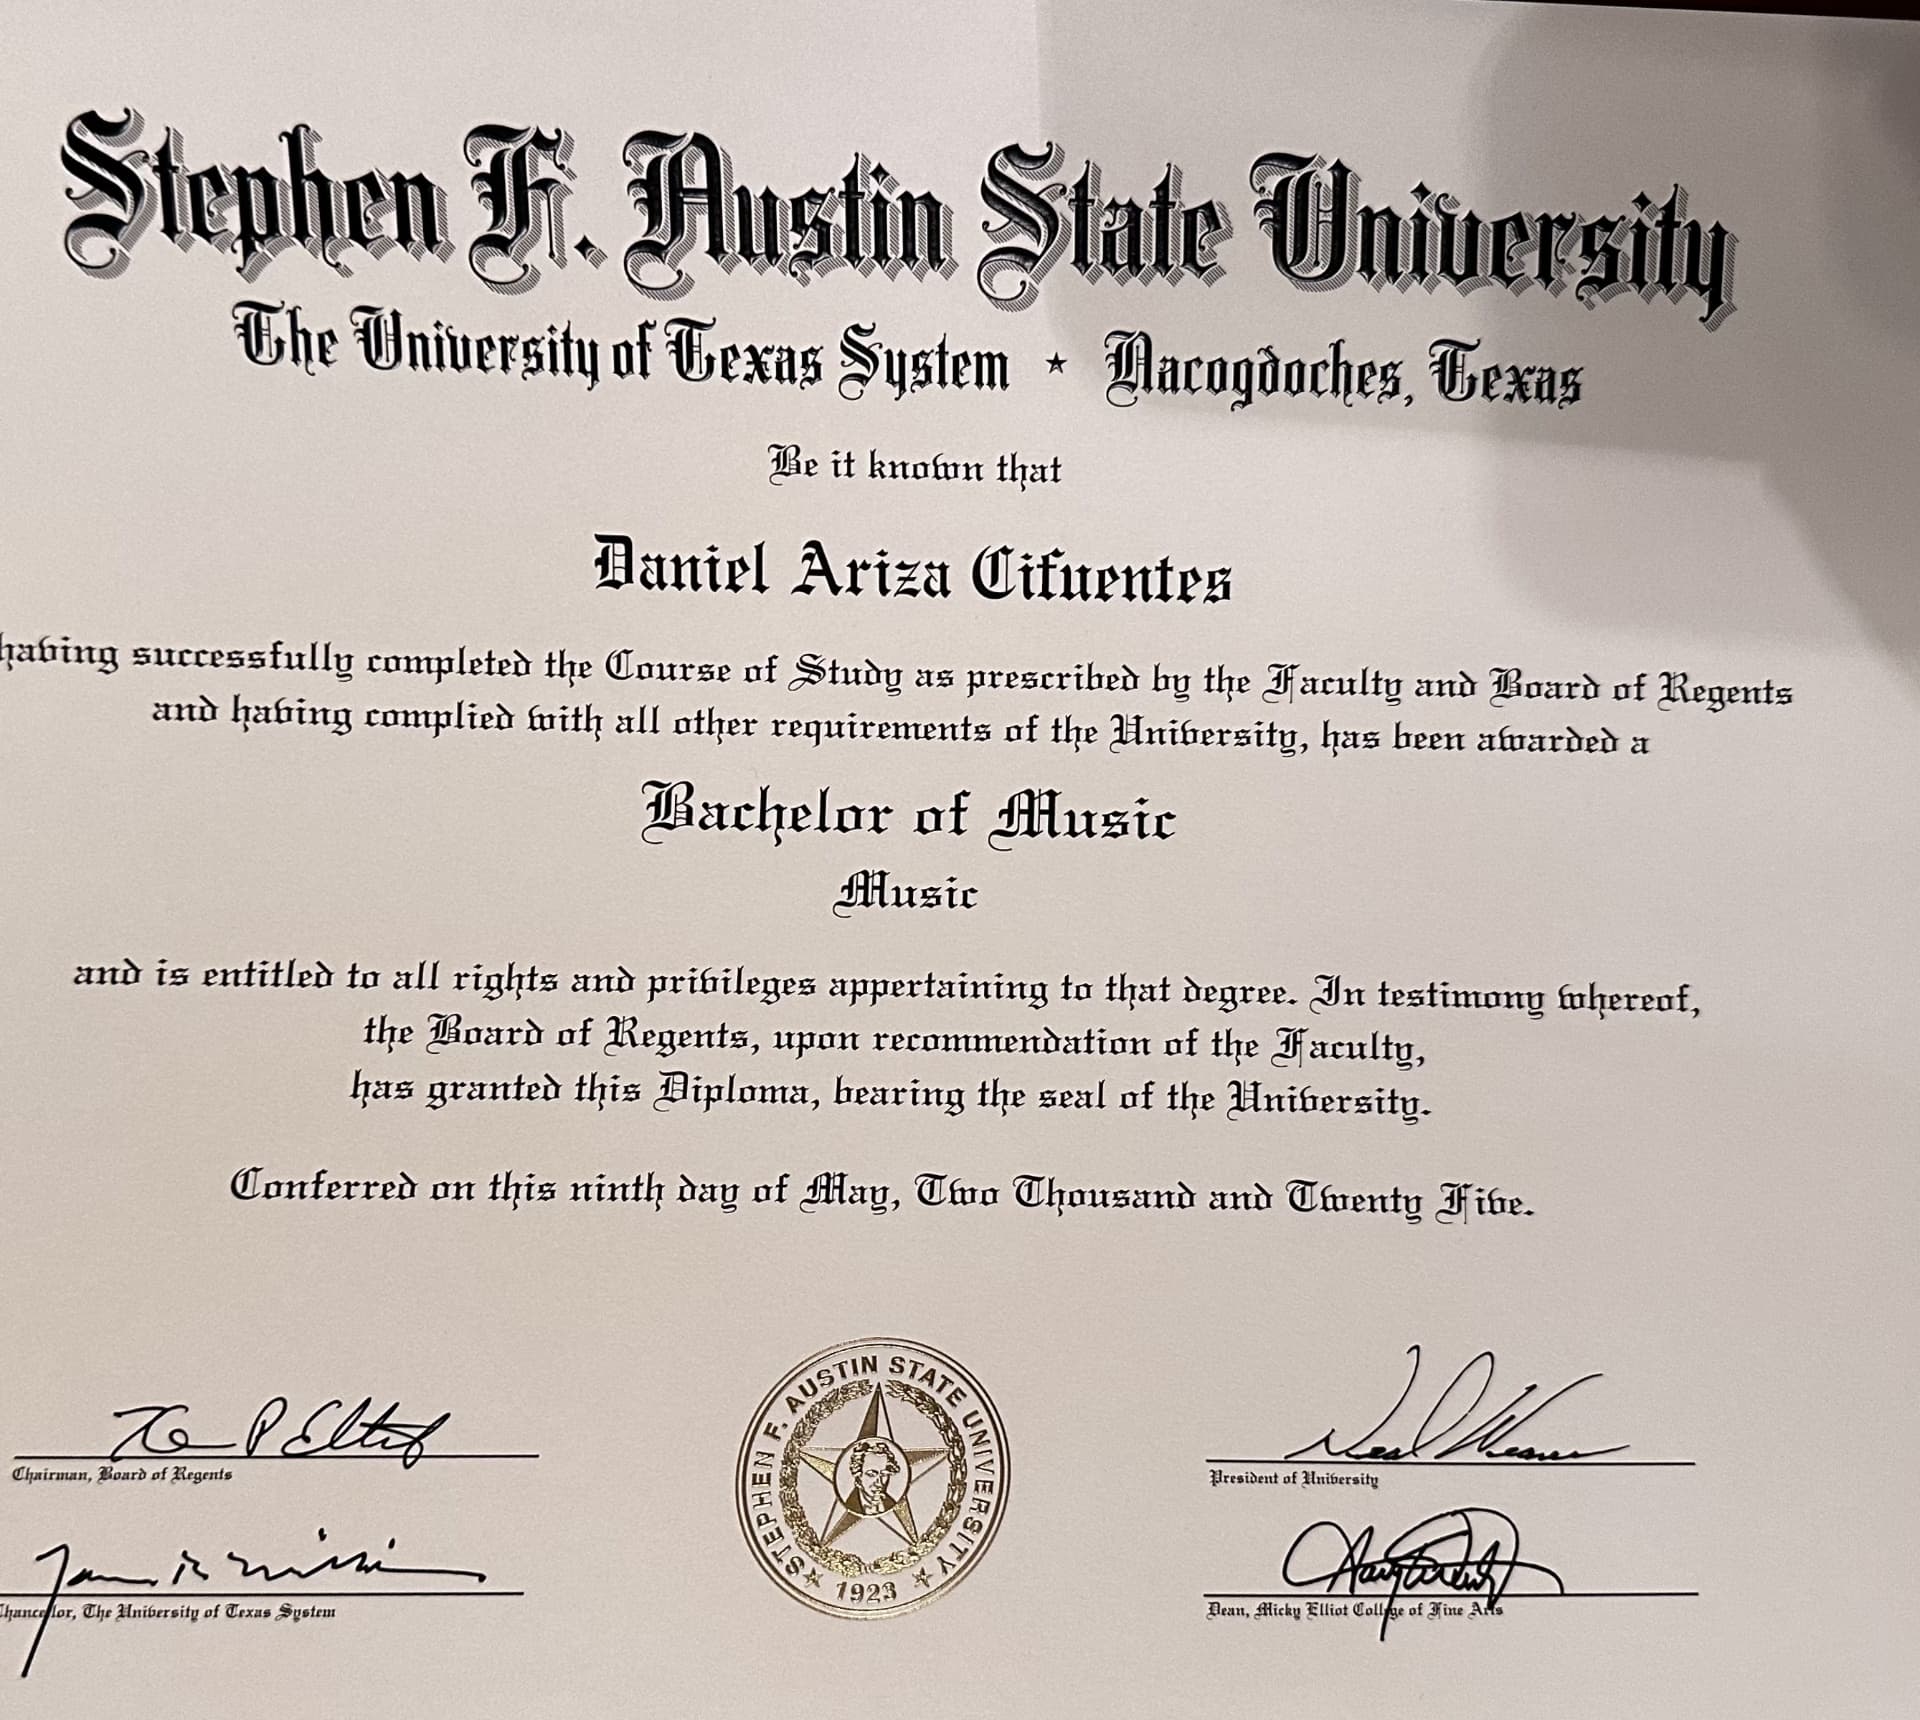 Stephen F. Austin State University
The University of Texas System ★ Nacogdoches, Texas
Be it known that
Daniel Ariza Cifuentes
having successfully completed the Course of Study as prescribed by the Faculty and Board of Regents
and having complied with all other requirements of the University, has been awarded a
Bachelor of Music
Music
and is entitled to all rights and privileges appertaining to that degree. In testimony whereof,
the Board of Regents, upon recommendation of the Faculty,
has granted this Diploma, bearing the seal of the University.
Conferred on this ninth day of May, Two Thousand and Twenty Five.
Chairman, Board of Regents
Chancellor, The University of Texas System
STEPHEN F. AUSTIN STATE UNIVERSITY
★ 1923 ★
President of University
Dean, Micky Elliot College of Fine Arts